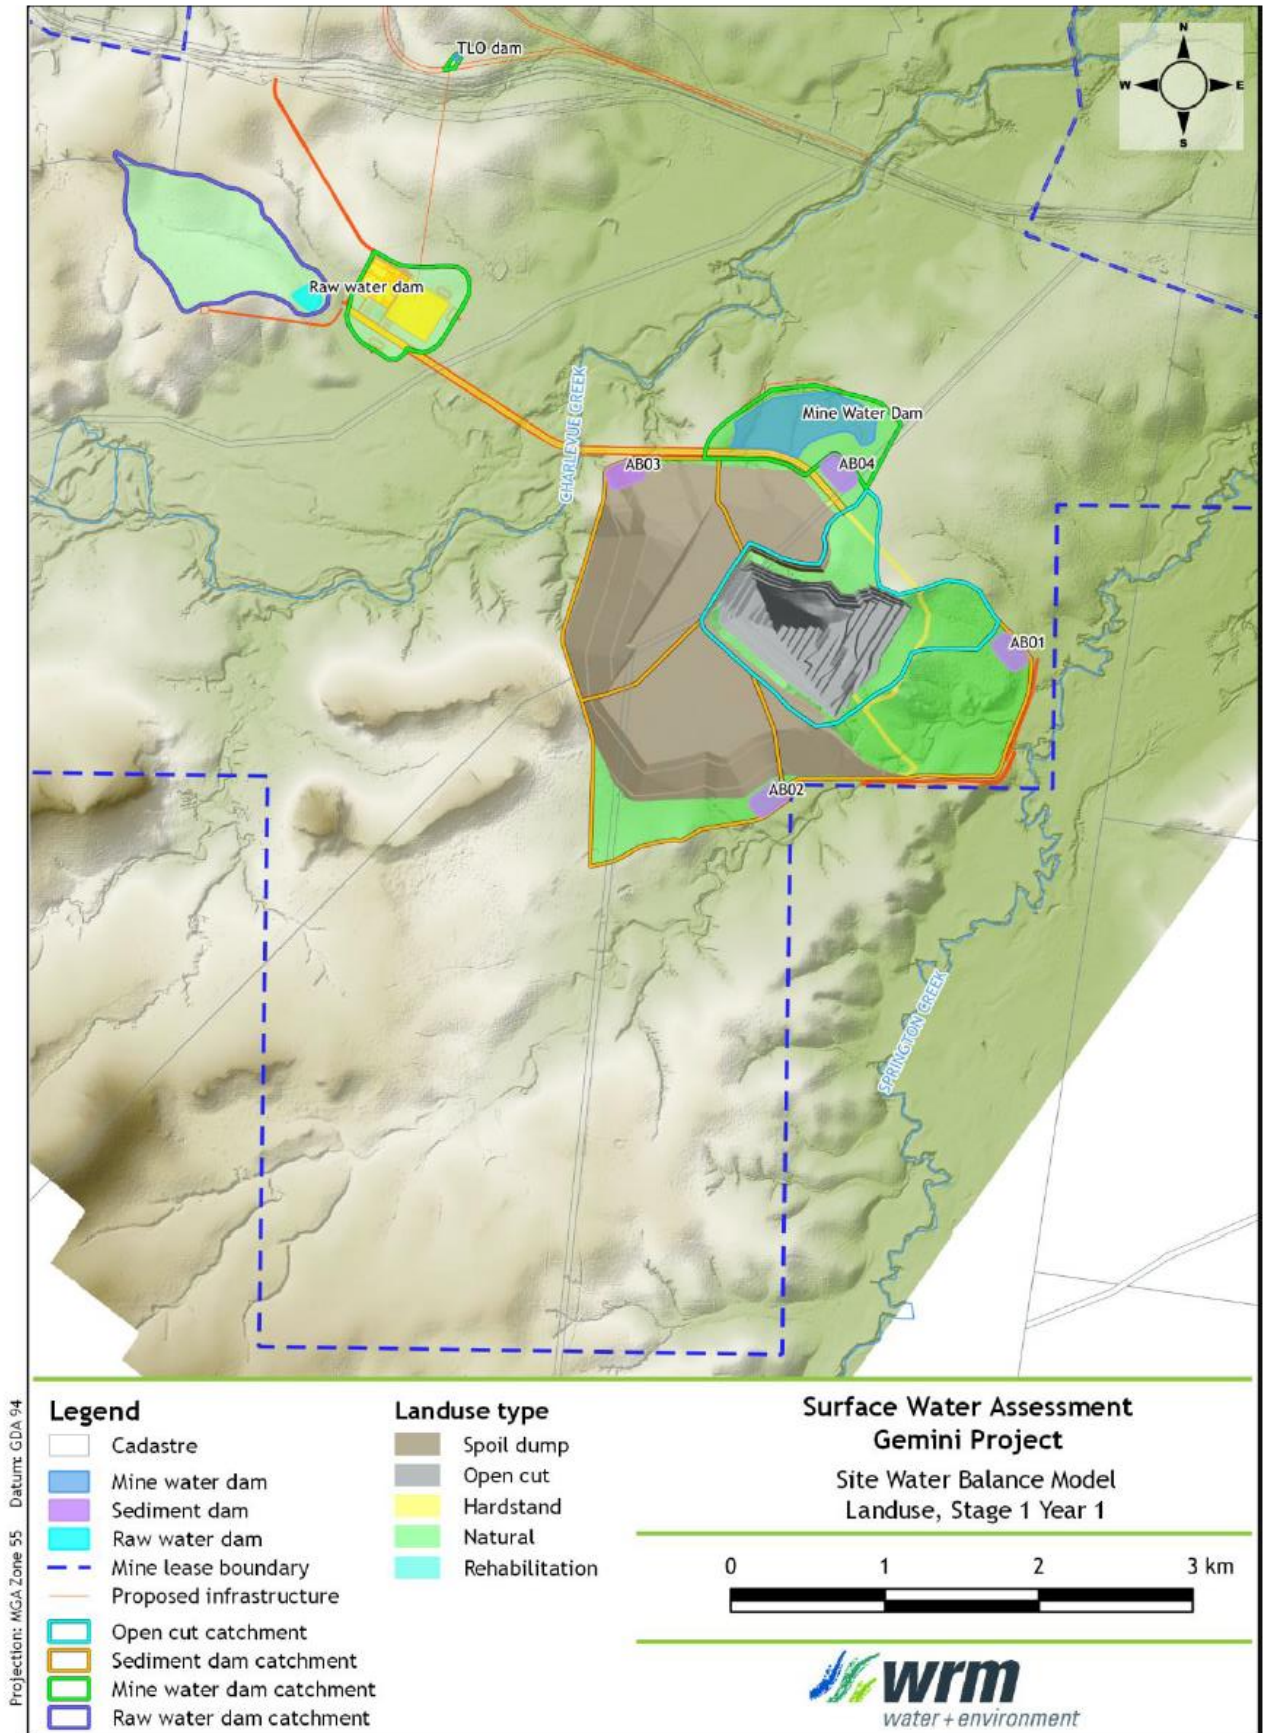 TLO dam
N
W
E
S
Raw water dam
CHARLEVUE CREEK
Mine Water Dam
AB03
AB04
AB01
AB02
SPRINGTON CREEK
Projection: MGA Zone 55 Datum: GDA 94
Legend
Cadastre
Mine water dam
Sediment dam
Raw water dam
Mine lease boundary
Proposed infrastructure
Open cut catchment
Sediment dam catchment
Mine water dam catchment
Raw water dam catchment
Landuse type
Spoil dump
Open cut
Hardstand
Natural
Rehabilitation
Surface Water Assessment
Gemini Project
Site Water Balance Model
Landuse, Stage 1 Year 1
0 1 2 3 km
wrm
water + environment